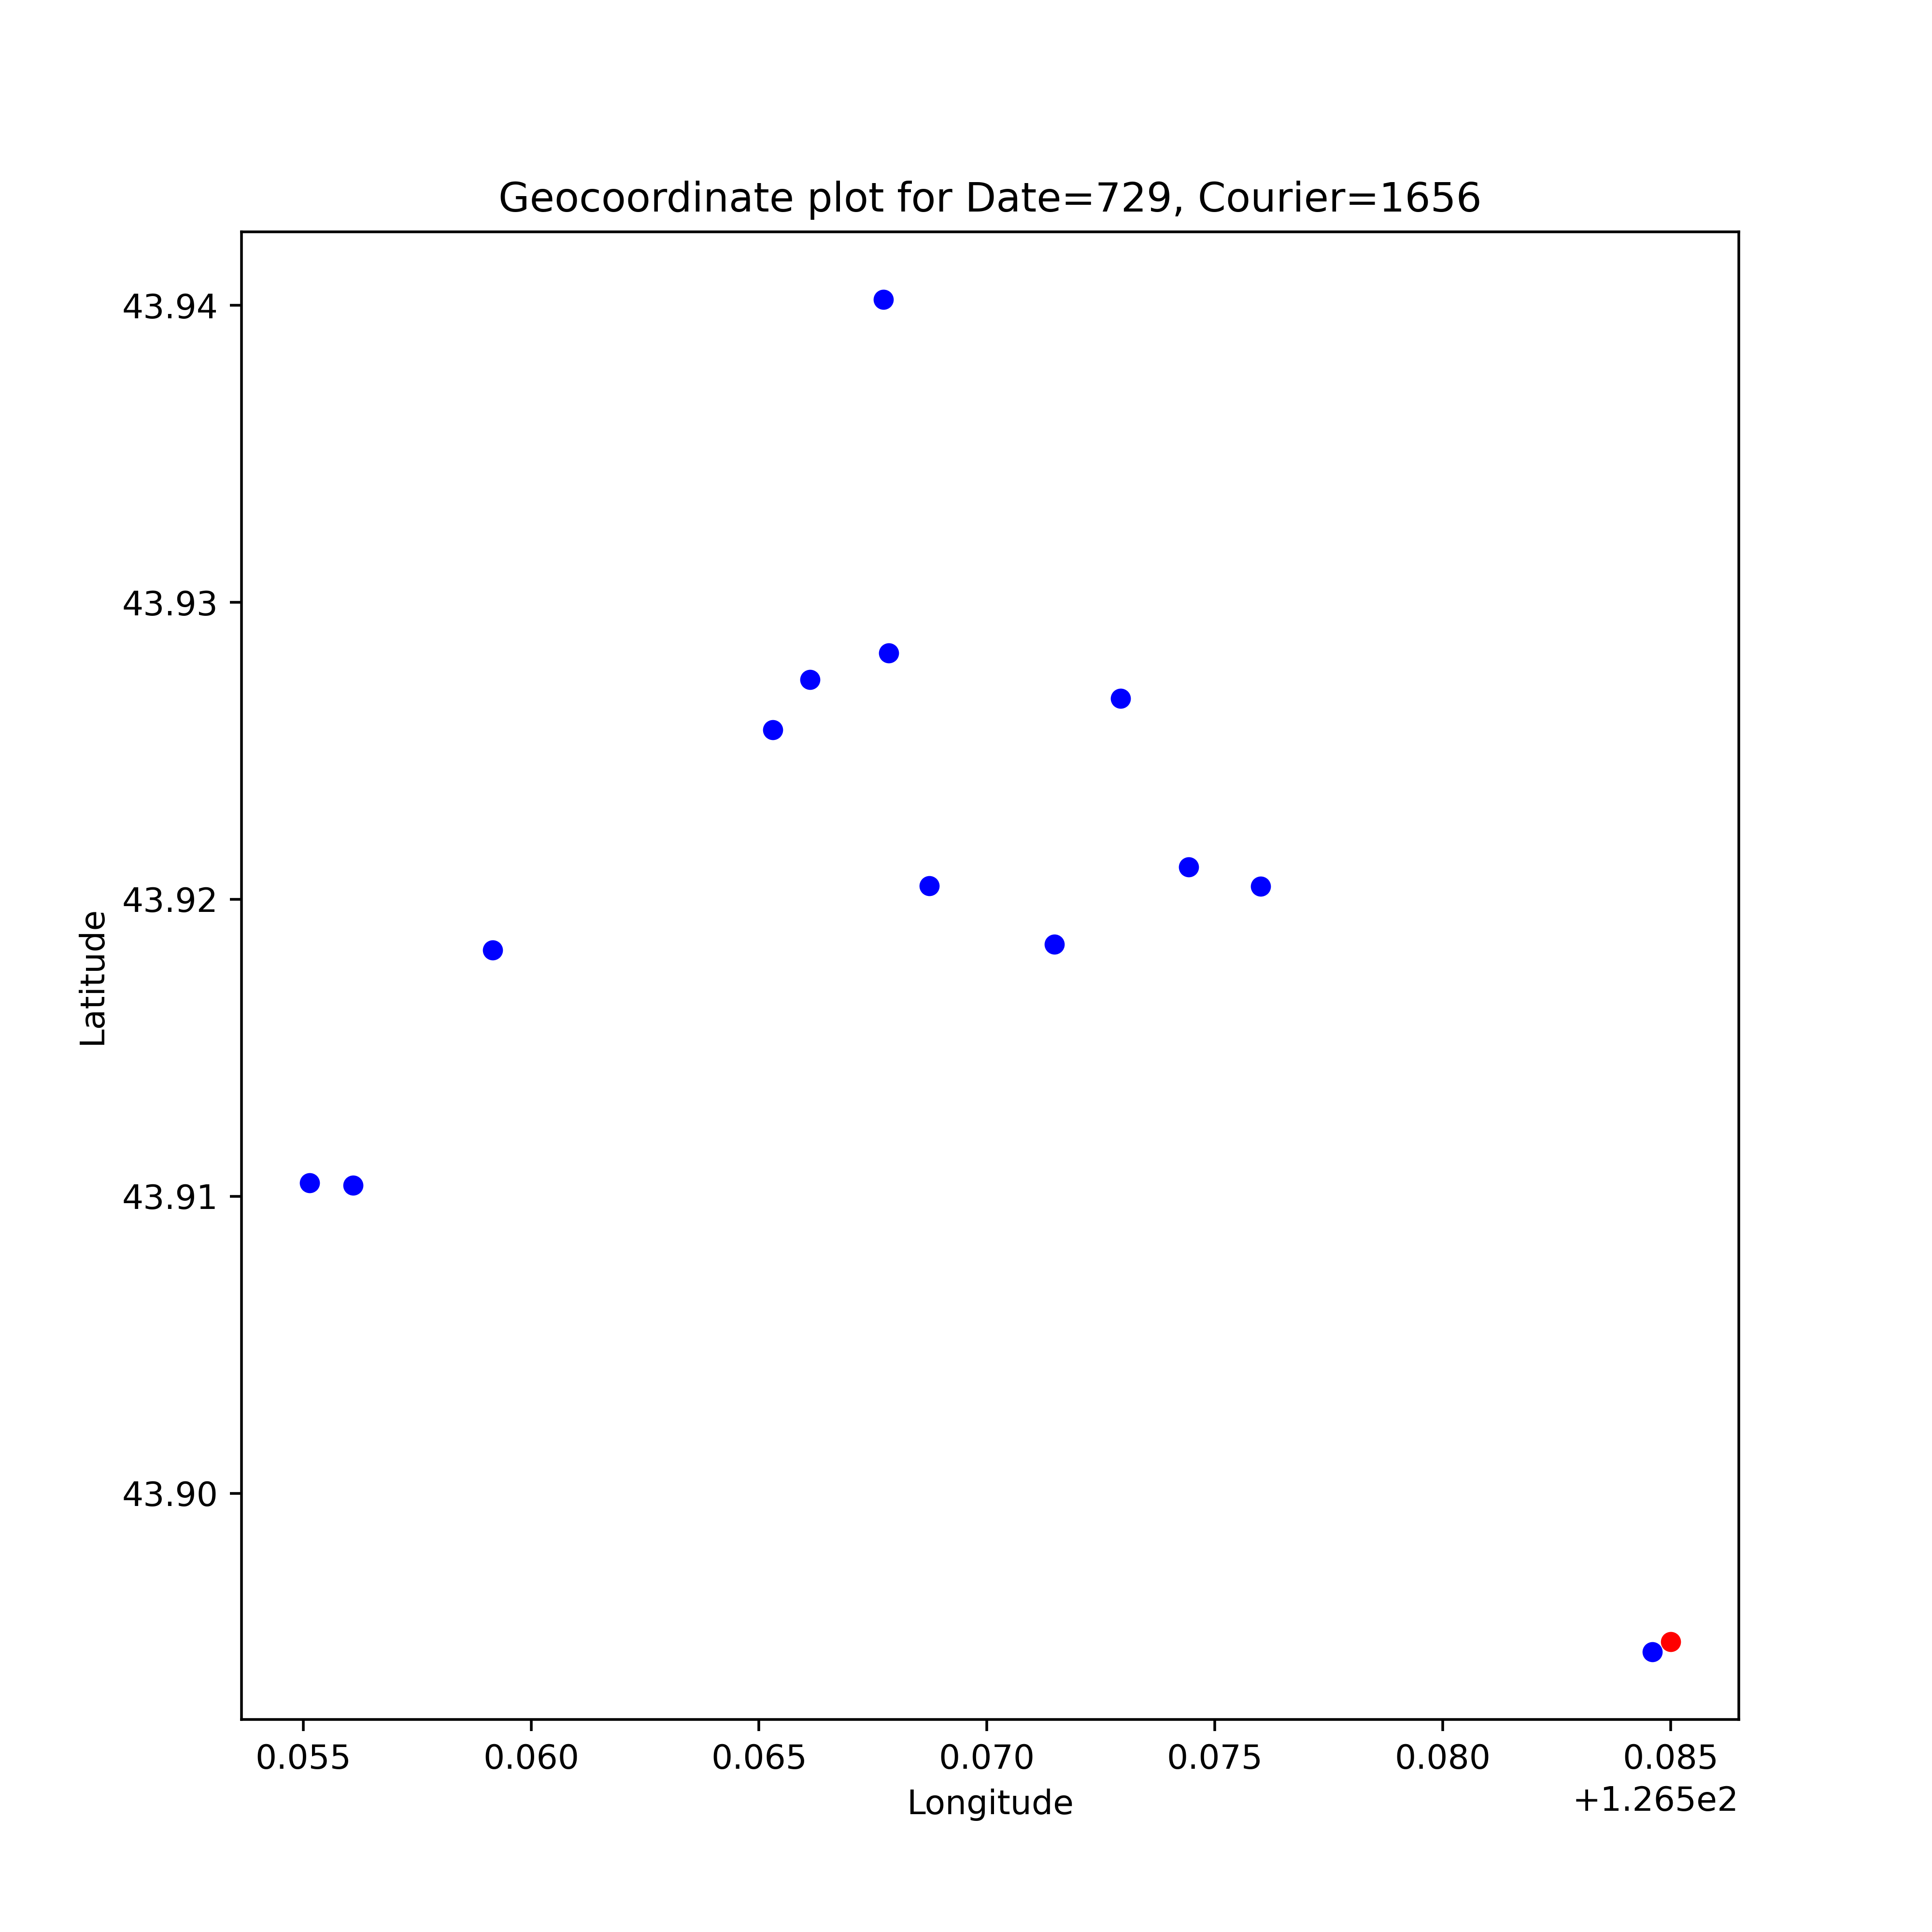 Geocoordinate plot for Date=729, Courier=1656
43.94
43.93
43.92
43.91
43.90
Latitude
0.055 0.060 0.065 0.070 0.075 0.080 0.085
Longitude
+1.265e2